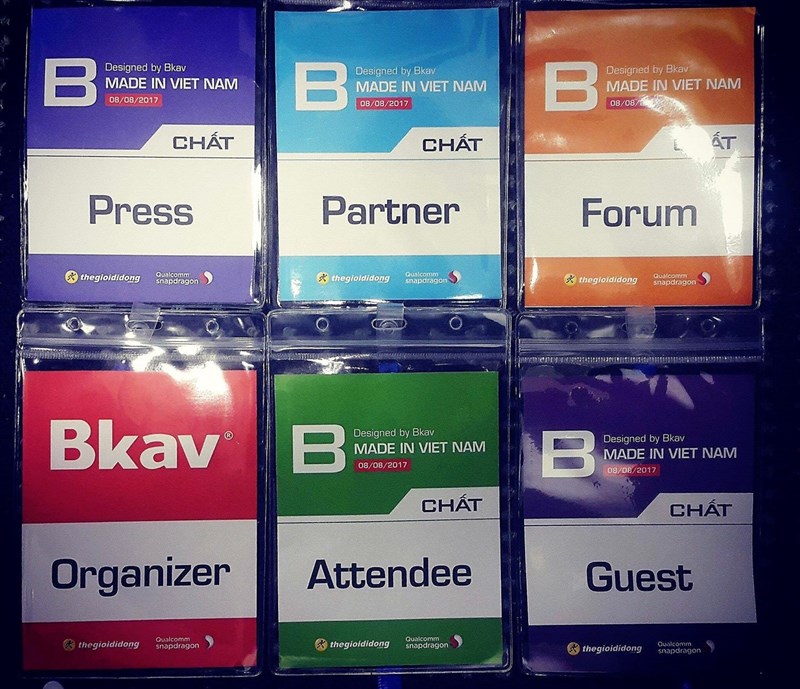 B Designed by Bkav
MADE IN VIET NAM
08/08/2017
CHẤT
Press
thegioididong Qualcomm
snapdragon
B Designed by Bkav
MADE IN VIET NAM
08/08/2017
CHẤT
Partner
thegioididong Qualcomm
snapdragon
B Designed by Bkav
MADE IN VIET NAM
08/08/2017
CHẤT
Forum
thegioididong Qualcomm
snapdragon
Bkav®
Organizer
thegioididong Qualcomm
snapdragon
B Designed by Bkav
MADE IN VIET NAM
08/08/2017
CHẤT
Attendee
thegioididong Qualcomm
snapdragon
B Designed by Bkav
MADE IN VIET NAM
08/08/2017
CHẤT
Guest
thegioididong Qualcomm
snapdragon